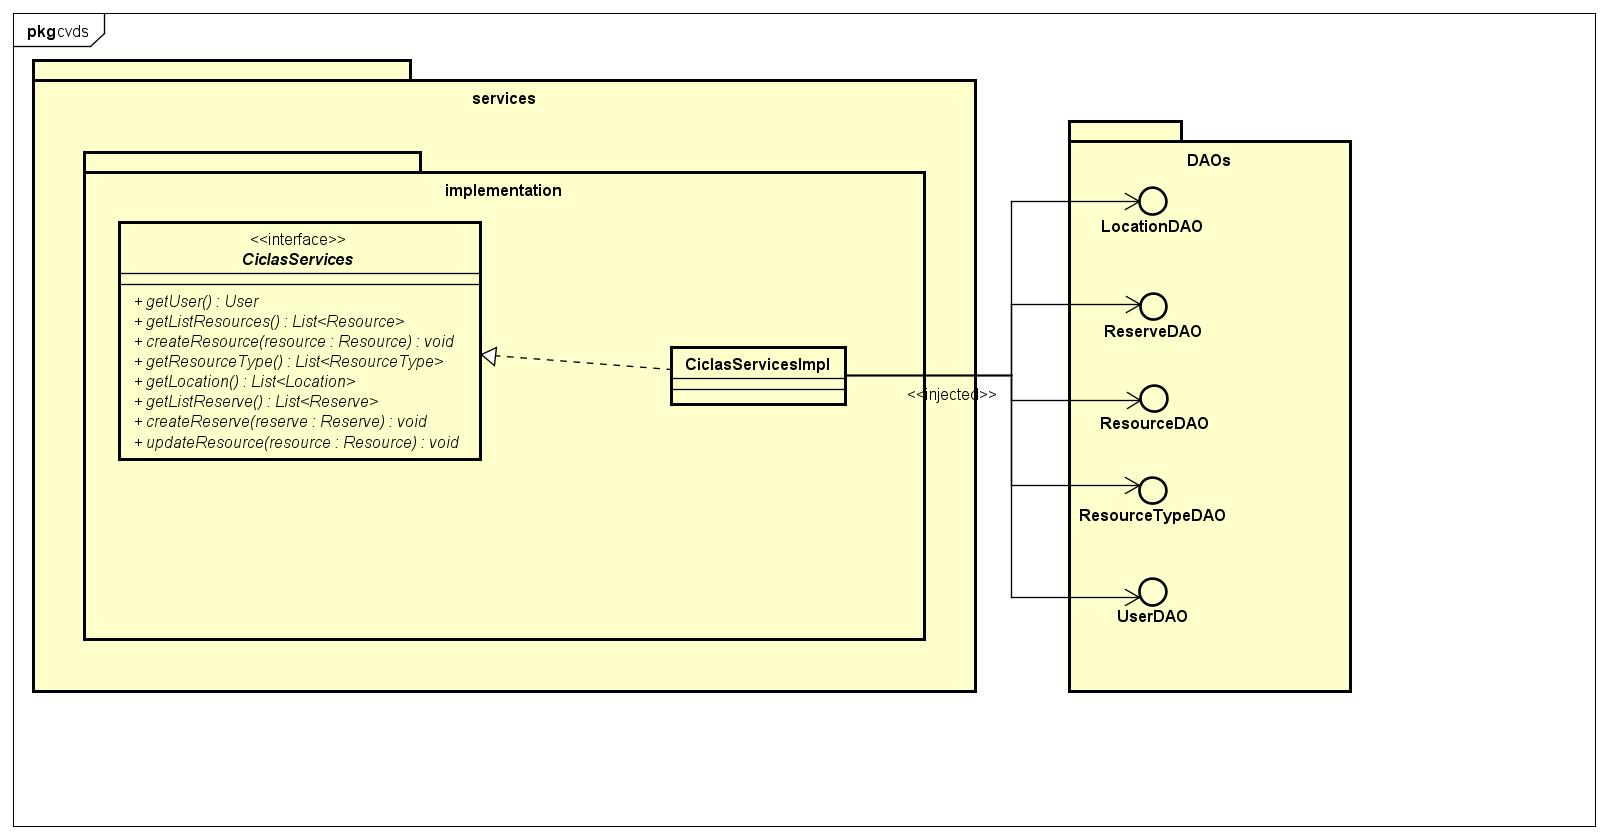 pkg cvds
services
implementation
<<interface>>
CiclasServices
+ getUser() : User
+ getListResources() : List<Resource>
+ createResource(resource : Resource) : void
+ getResourceType() : List<ResourceType>
+ getLocation() : List<Location>
+ getListReserve() : List<Reserve>
+ createReserve(reserve : Reserve) : void
+ updateResource(resource : Resource) : void
CiclasServicesImpl
<<injected>>
DAOs
LocationDAO
ReserveDAO
ResourceDAO
ResourceTypeDAO
UserDAO